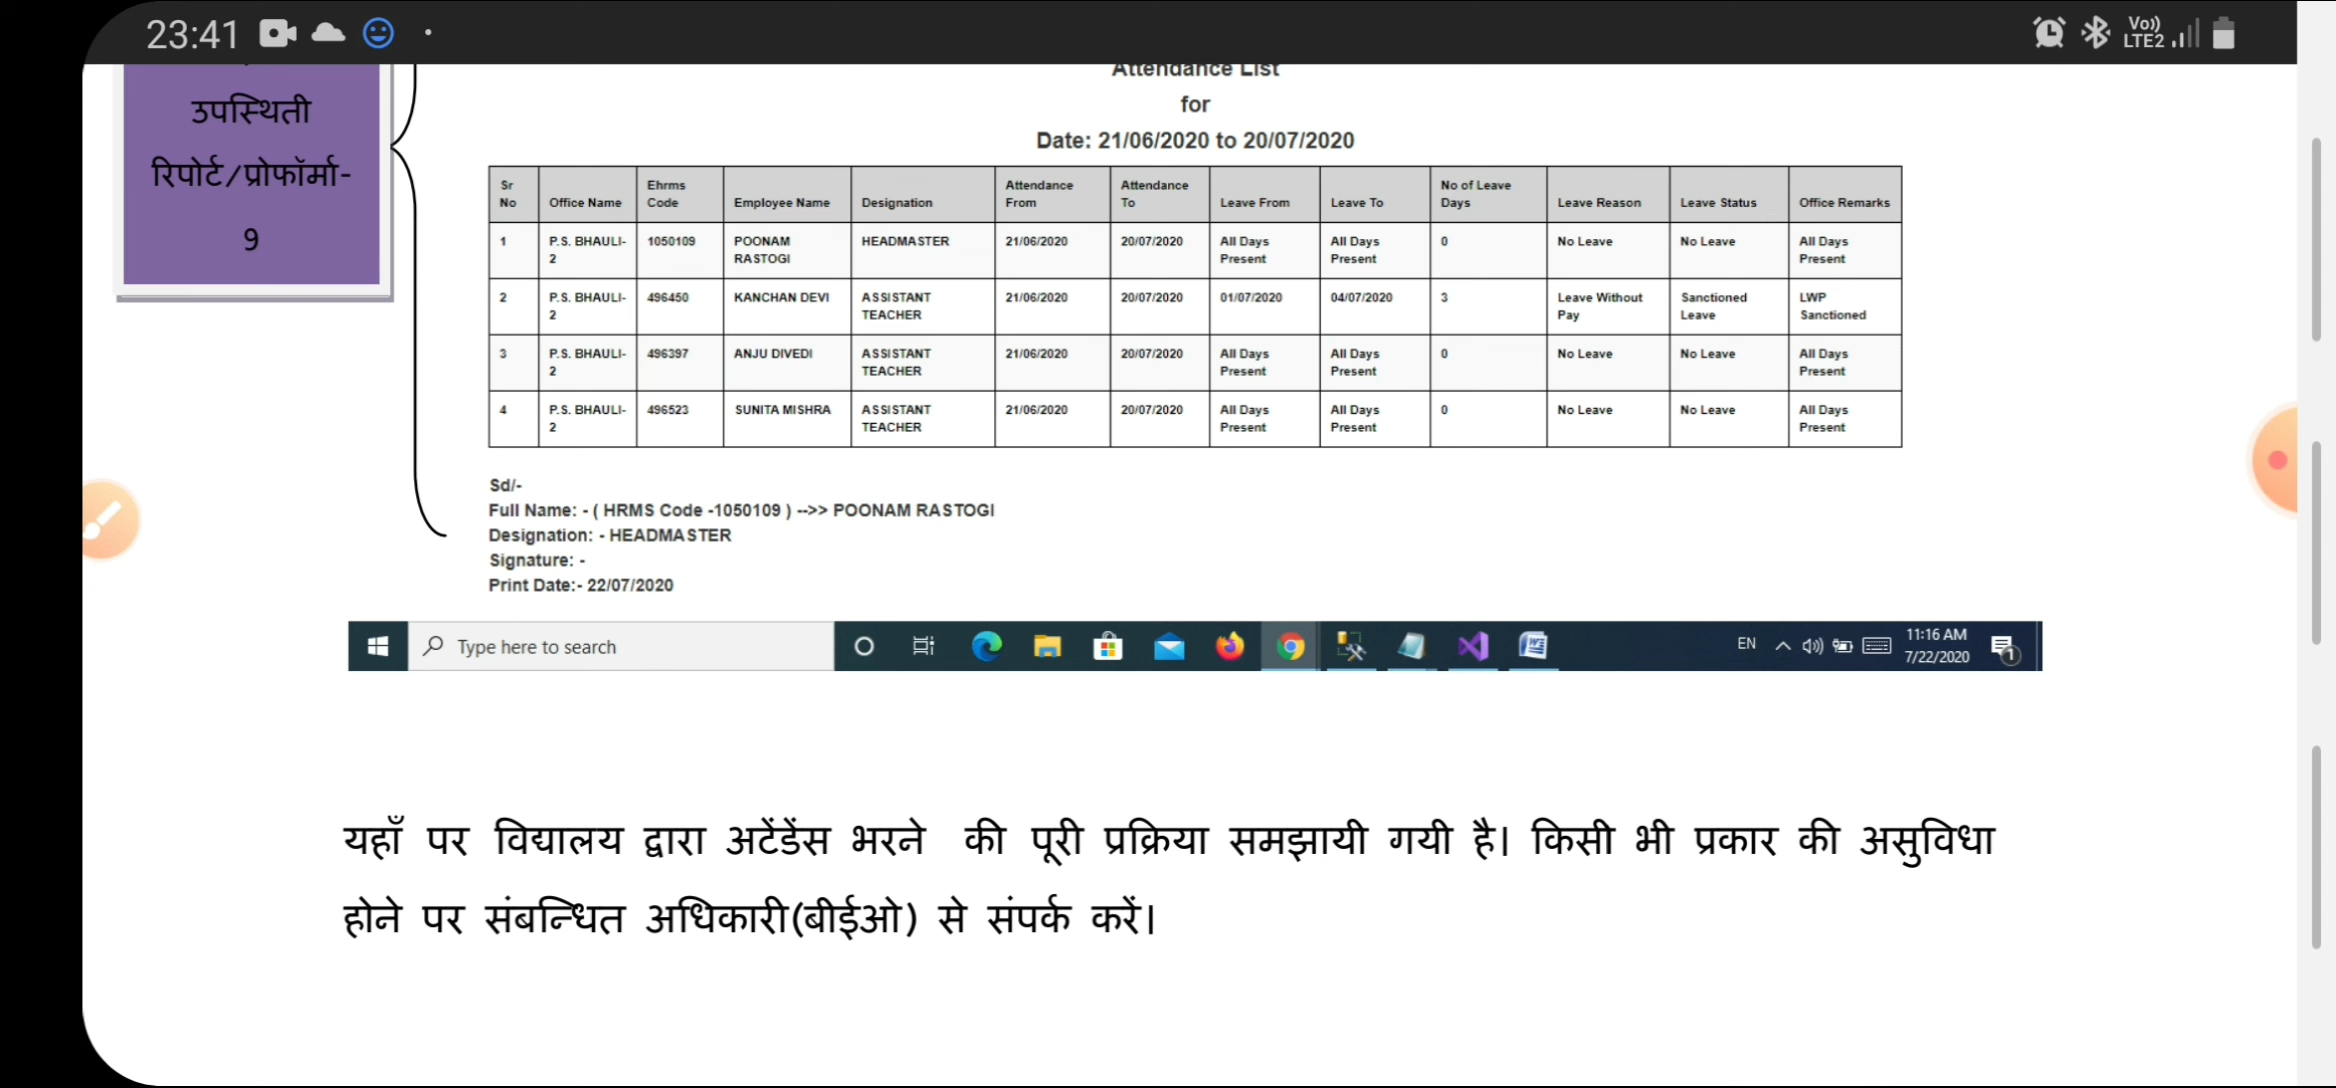 23:41
Vo)) LTE2
Attendance List
for
Date: 21/06/2020 to 20/07/2020
उपस्थिती
रिपोर्ट/प्रोफॉर्मा-
9
Sr No Office Name Ehrms Code Employee Name Designation Attendance From Attendance To Leave From Leave To No of Leave Days Leave Reason Leave Status Office Remarks
1 P.S. BHAULI-2 1050109 POONAM RASTOGI HEADMASTER 21/06/2020 20/07/2020 All Days Present All Days Present 0 No Leave No Leave All Days Present
2 P.S. BHAULI-2 496450 KANCHAN DEVI ASSISTANT TEACHER 21/06/2020 20/07/2020 01/07/2020 04/07/2020 3 Leave Without Pay Sanctioned Leave LWP Sanctioned
3 P.S. BHAULI-2 496397 ANJU DIVEDI ASSISTANT TEACHER 21/06/2020 20/07/2020 All Days Present All Days Present 0 No Leave No Leave All Days Present
4 P.S. BHAULI-2 496523 SUNITA MISHRA ASSISTANT TEACHER 21/06/2020 20/07/2020 All Days Present All Days Present 0 No Leave No Leave All Days Present
Sd/-
Full Name: - ( HRMS Code -1050109 ) -->> POONAM RASTOGI
Designation: - HEADMASTER
Signature: -
Print Date:- 22/07/2020
Type here to search
EN
11:16 AM
7/22/2020
1
यहाँ पर विद्यालय द्वारा अटेंडेंस भरने की पूरी प्रक्रिया समझायी गयी है। किसी भी प्रकार की असुविधा
होने पर संबन्धित अधिकारी(बीईओ) से संपर्क करें।